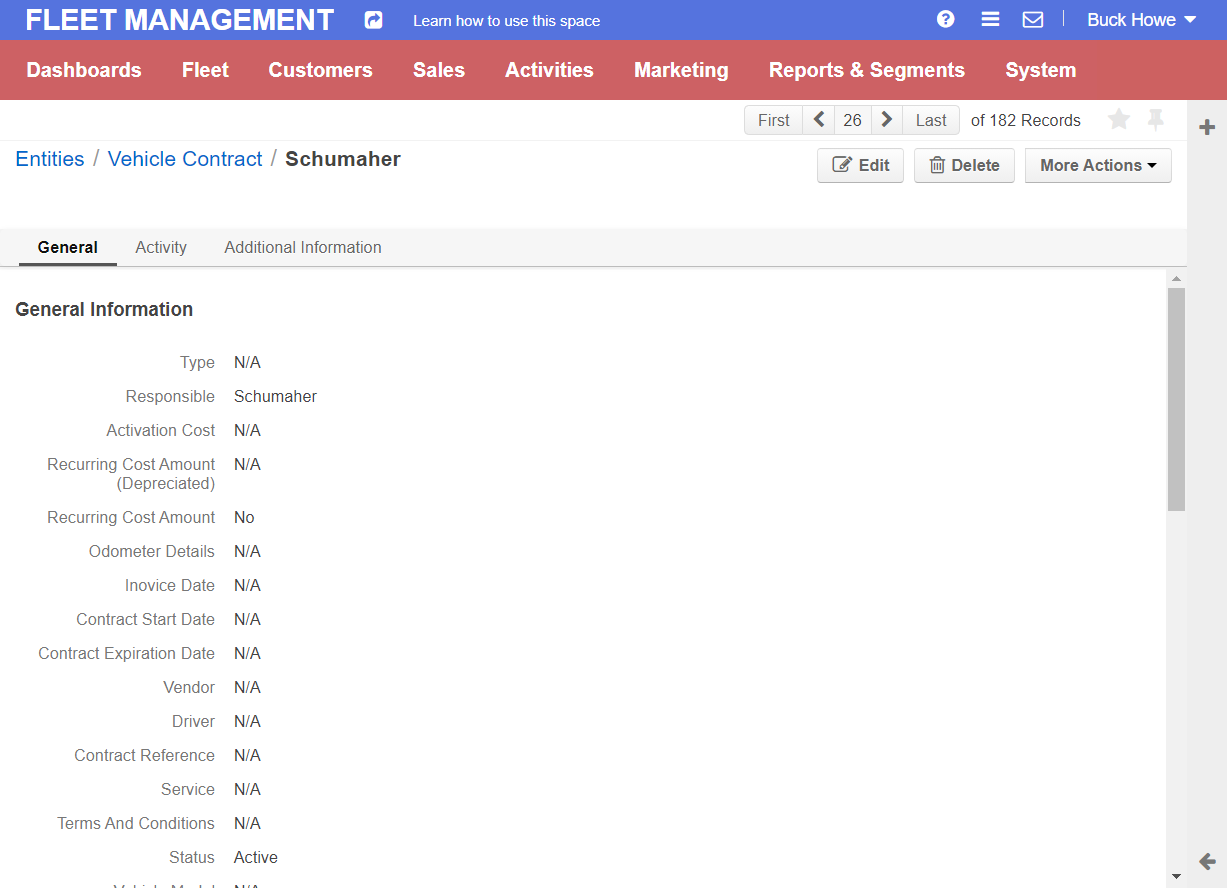 FLEET MANAGEMENT Learn how to use this space Buck Howe
Dashboards Fleet Customers Sales Activities Marketing Reports & Segments System
First 26 Last of 182 Records
Entities / Vehicle Contract / Schumaher
Edit Delete More Actions
General Activity Additional Information
General Information
Type N/A
Responsible Schumaher
Activation Cost N/A
Recurring Cost Amount N/A
(Depreciated)
Recurring Cost Amount No
Odometer Details N/A
Inovice Date N/A
Contract Start Date N/A
Contract Expiration Date N/A
Vendor N/A
Driver N/A
Contract Reference N/A
Service N/A
Terms And Conditions N/A
Status Active
Vehicle Model N/A